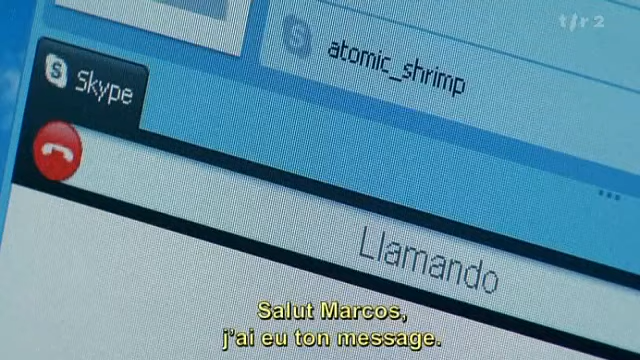 tsr2
atomic_shrimp
Skype
Llamando
Salut Marcos,
j'ai eu ton message.